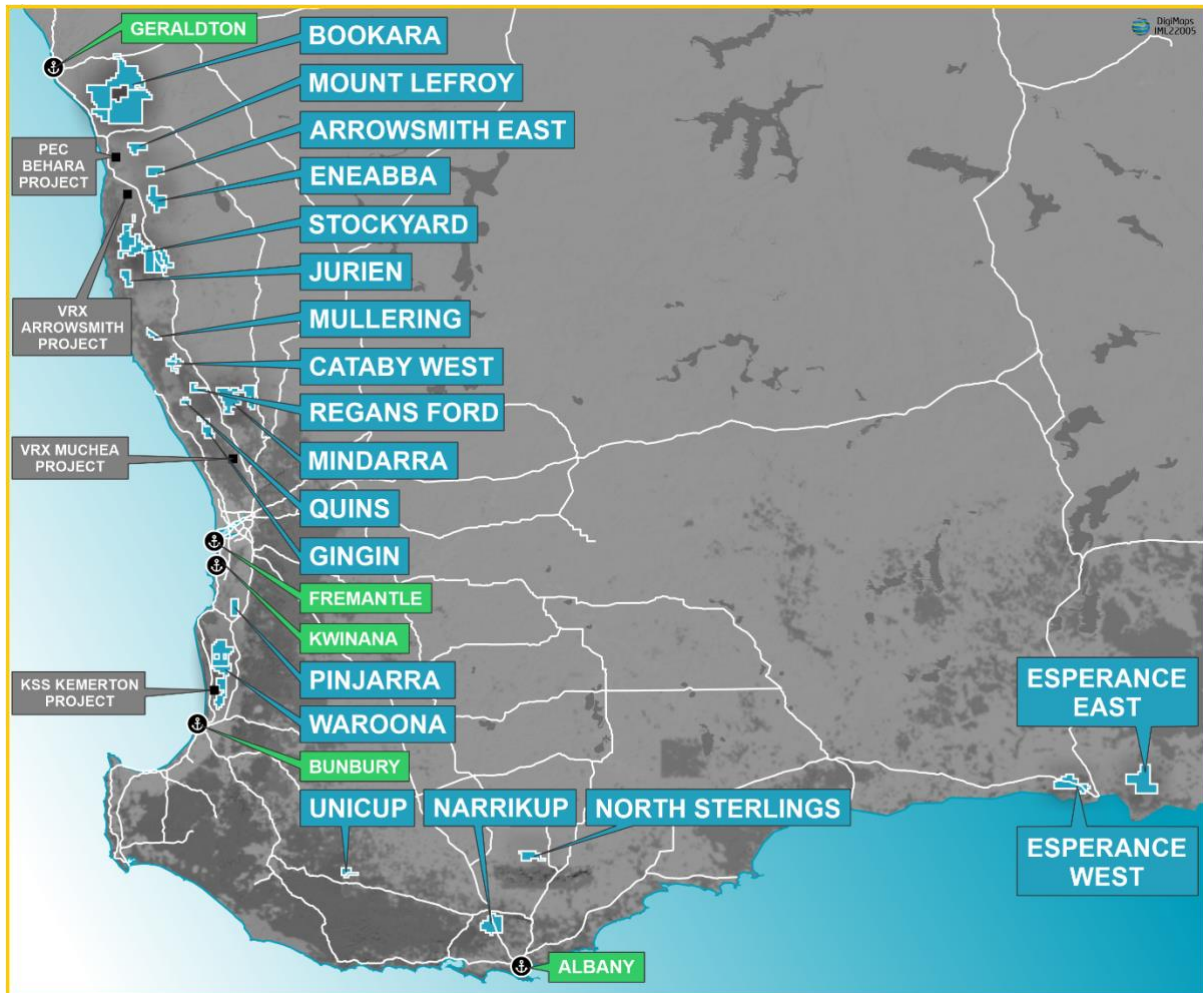 GERALDTON
BOOKARA
DigiMaps
IML22005
MOUNT LEFROY
ARROWSMITH EAST
PEC
BEHARA
PROJECT
ENEABBA
STOCKYARD
JURIEN
VRX
ARROWSMITH
PROJECT
MULLERING
CATABY WEST
REGANS FORD
VRX MUCHEA
PROJECT
MINDARRA
QUINS
GINGIN
FREMANTLE
KWINANA
KSS KEMERTON
PROJECT
PINJARRA
WAROONA
BUNBURY
ESPERANCE
EAST
UNICUP
NARRIKUP
NORTH STERLINGS
ESPERANCE
WEST
ALBANY